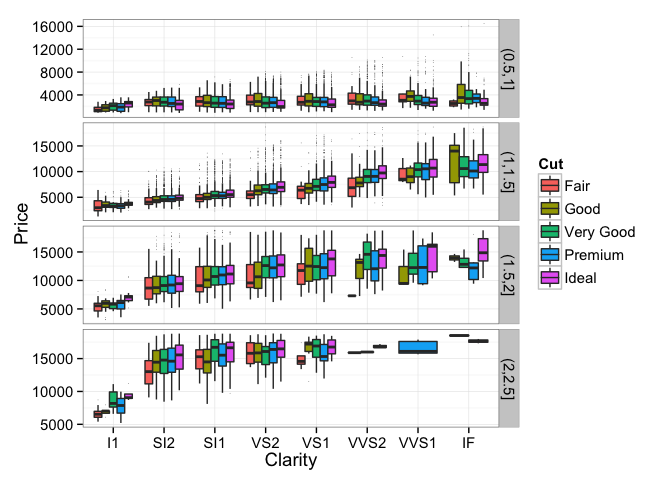 16000
12000
8000
4000
(0.5,1]
15000
10000
5000
(1,1.5]
15000
10000
5000
(1.5,2]
15000
10000
5000
(2,2.5]
I1 SI2 SI1 VS2 VS1 VVS2 VVS1 IF
Clarity
Price
Cut
Fair
Good
Very Good
Premium
Ideal